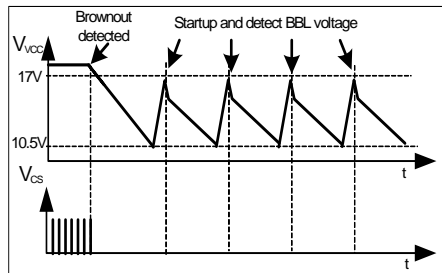 Brownout
detected
Startup and detect BBL voltage
VVCC
17V
10.5V
t
VCS
t